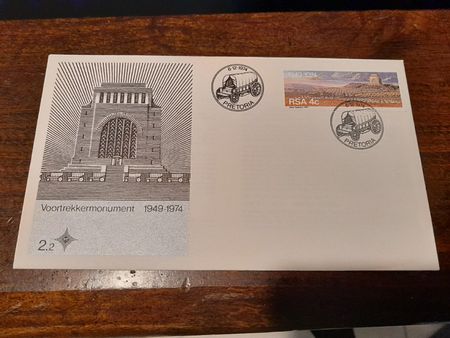 Voortrekkermonument 1949-1974
2.2
6·12·1974
PRETORIA
1949-1974
RSA 4c
PRETORIA